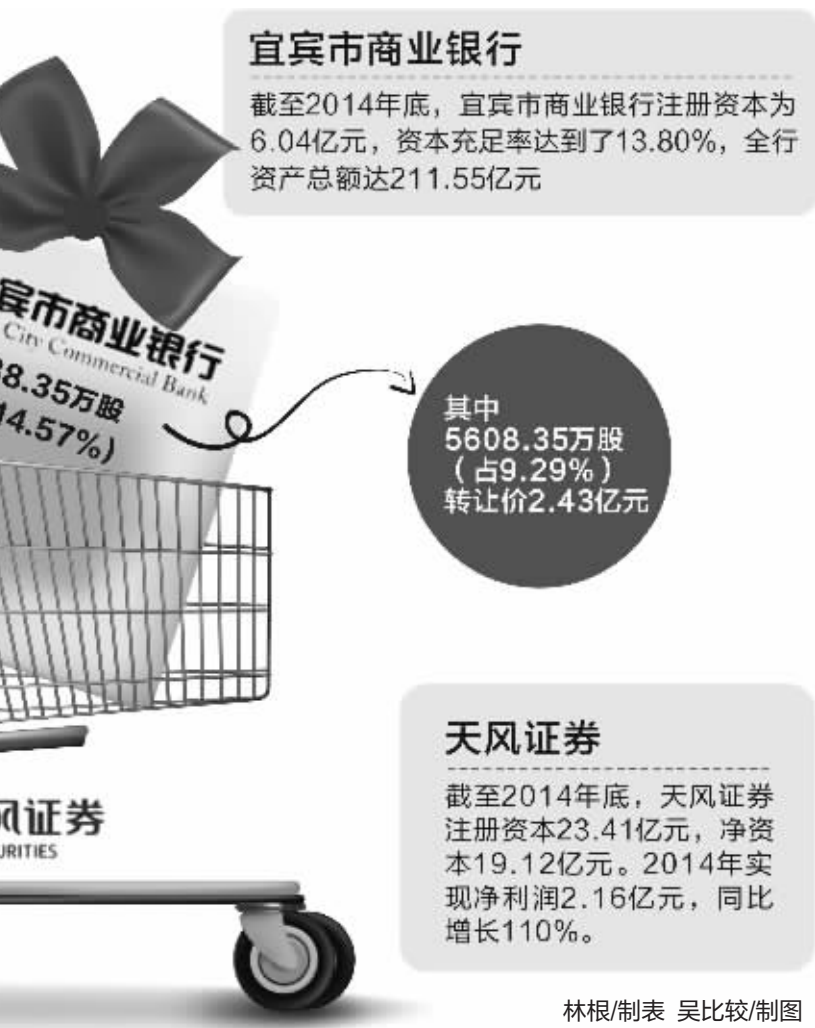 宜宾市商业银行
截至2014年底，宜宾市商业银行注册资本为
6.04亿元，资本充足率达到了13.80%，全行
资产总额达211.55亿元
宾市商业银行
City Commercial Bank
8.35万股
4.57%)
其中
5608.35万股
（占9.29%）
转让价2.43亿元
天风证券
截至2014年底，天风证券
注册资本23.41亿元，净资
本19.12亿元。2014年实
现净利润2.16亿元，同比
增长110%。
风证券
URITIES
林根/制表 吴比较/制图